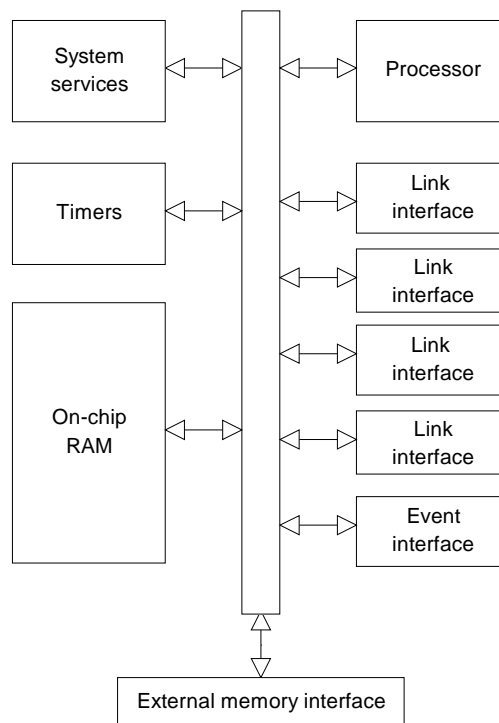 System
services
Processor
Timers
Link
interface
Link
interface
Link
interface
On-chip
RAM
Link
interface
Event
interface
External memory interface